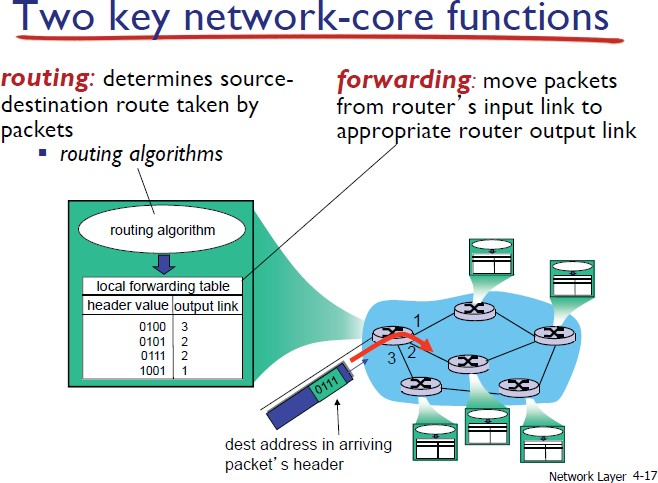 Two key network-core functions
routing: determines source-
destination route taken by
packets
▪ routing algorithms
forwarding: move packets
from router's input link to
appropriate router output link
routing algorithm
local forwarding table
header value output link
0100 3
0101 2
0111 2
1001 1
1
3 2
0111
dest address in arriving
packet's header
Network Layer 4-17